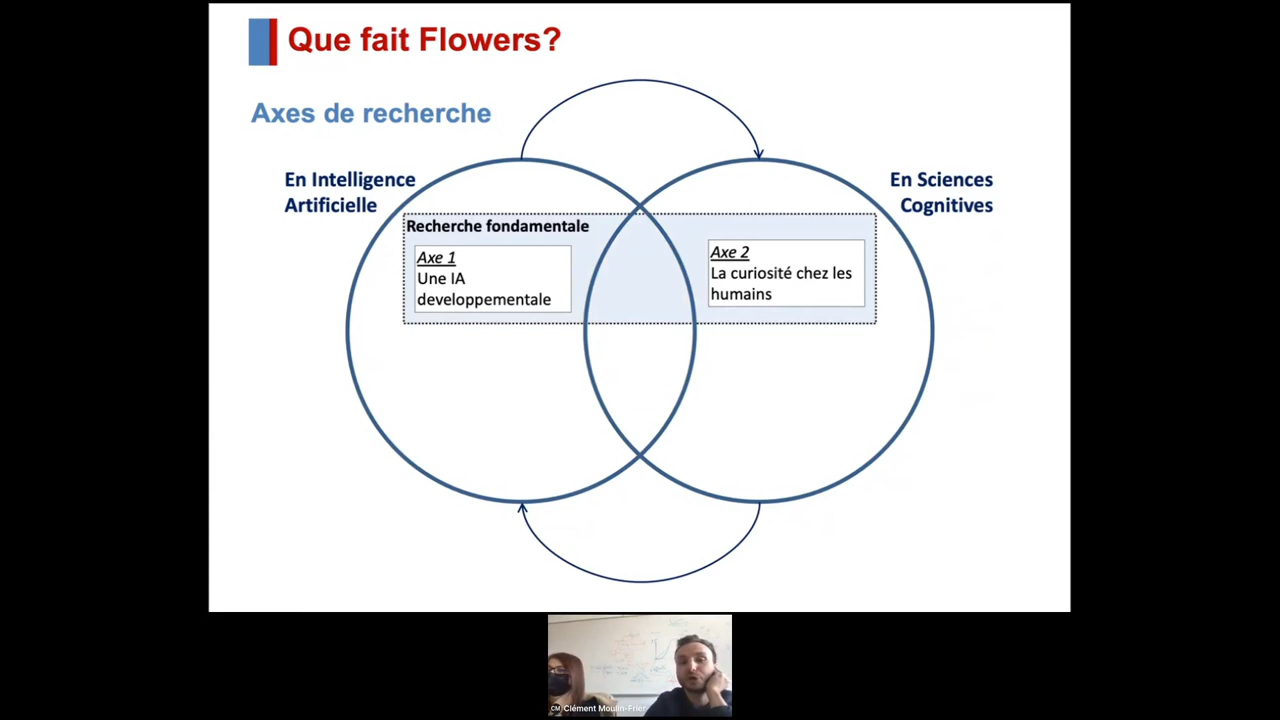 Que fait Flowers?
Axes de recherche
En Intelligence
Artificielle
En Sciences
Cognitives
Recherche fondamentale
Axe 1
Une IA
developpementale
Axe 2
La curiosité chez les
humains
CM Clément Moulin-Frier